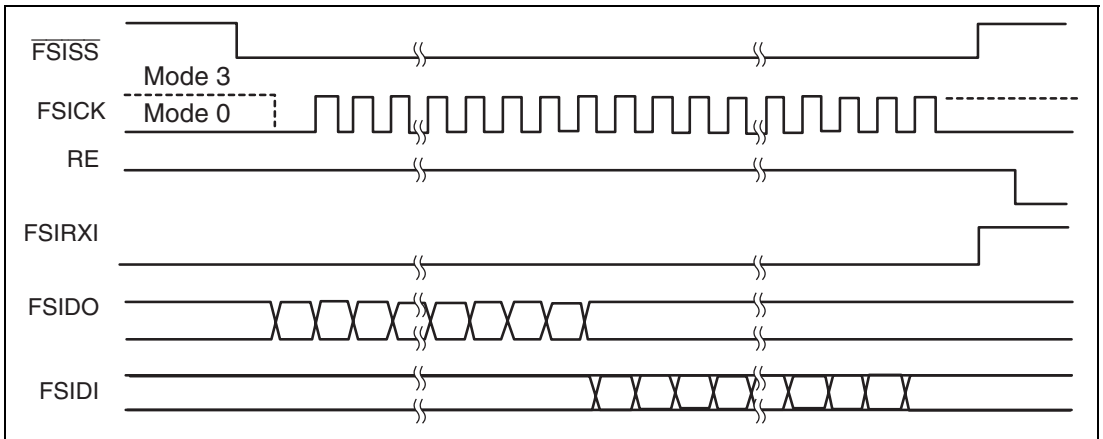 FSISS
Mode 3
FSICK
Mode 0
RE
FSIRXI
FSIDO
FSIDI